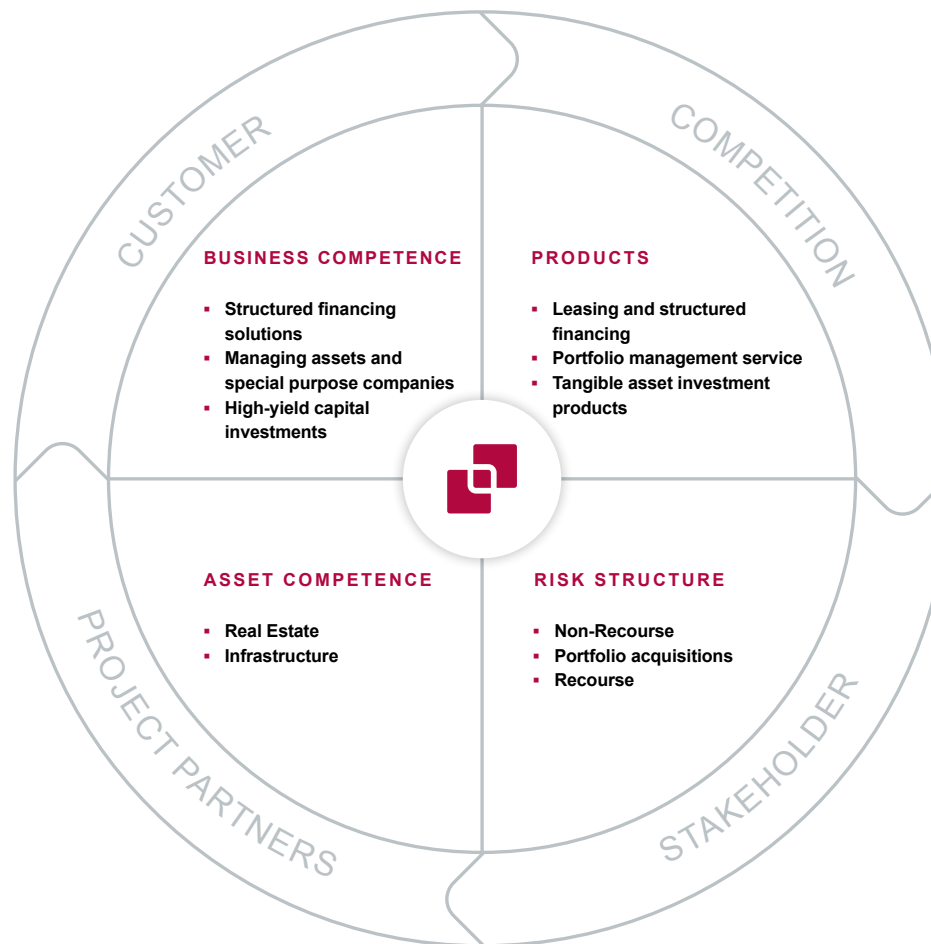 CUSTOMER
COMPETITION
BUSINESS COMPETENCE
▪ Structured financing
solutions
▪ Managing assets and
special purpose companies
▪ High-yield capital
investments
PRODUCTS
▪ Leasing and structured
financing
▪ Portfolio management service
▪ Tangible asset investment
products
ASSET COMPETENCE
▪ Real Estate
▪ Infrastructure
RISK STRUCTURE
▪ Non-Recourse
▪ Portfolio acquisitions
▪ Recourse
PROJECT PARTNERS
STAKEHOLDER